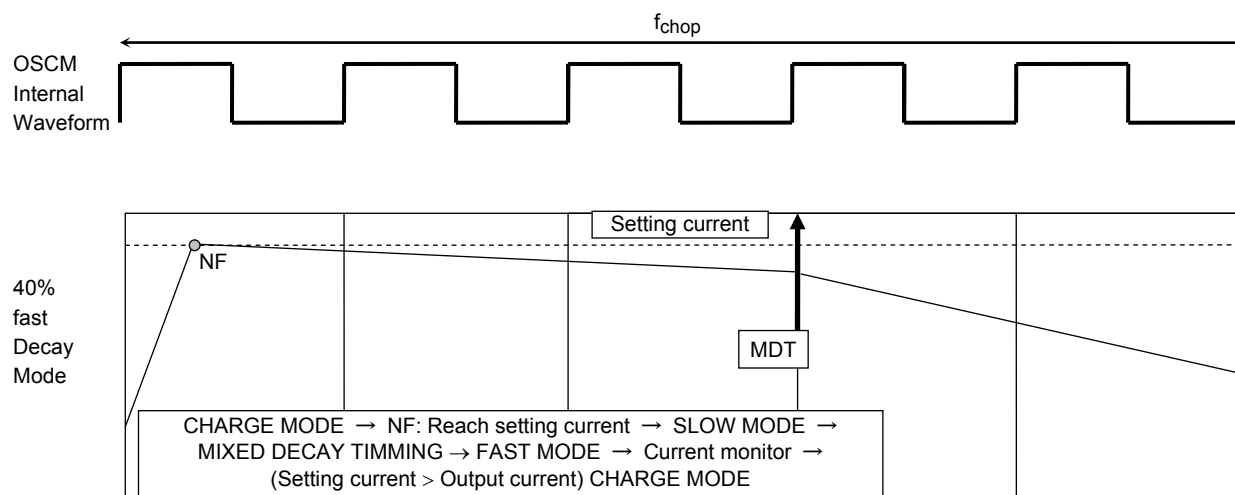 f_chop
OSCM
Internal
Waveform
Setting current
NF
40%
fast
Decay
Mode
MDT
CHARGE MODE → NF: Reach setting current → SLOW MODE →
MIXED DECAY TIMMING → FAST MODE → Current monitor →
(Setting current > Output current) CHARGE MODE